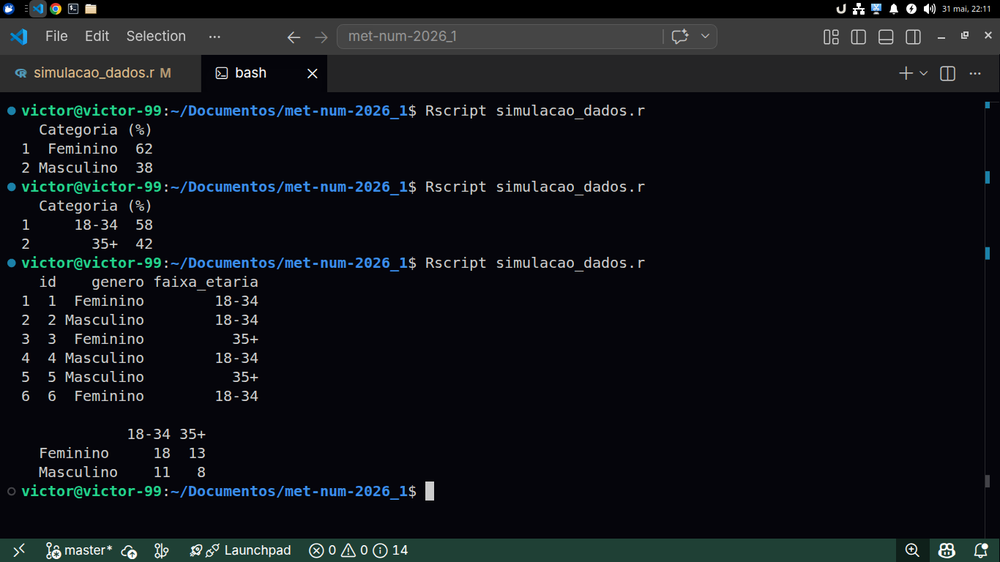 31 mai, 22:11
File Edit Selection ··· met-num-2026_1
simulacao_dados.r M bash
victor@victor-99:~/Documentos/met-num-2026_1$ Rscript simulacao_dados.r
  Categoria (%)
1  Feminino  62
2 Masculino  38
victor@victor-99:~/Documentos/met-num-2026_1$ Rscript simulacao_dados.r
  Categoria (%)
1     18-34  58
2       35+  42
victor@victor-99:~/Documentos/met-num-2026_1$ Rscript simulacao_dados.r
  id    genero faixa_etaria
1  1  Feminino        18-34
2  2 Masculino        18-34
3  3  Feminino          35+
4  4 Masculino        18-34
5  5 Masculino          35+
6  6  Feminino        18-34
            18-34 35+
  Feminino     18  13
  Masculino    11   8
victor@victor-99:~/Documentos/met-num-2026_1$
master* Launchpad 0 0 14